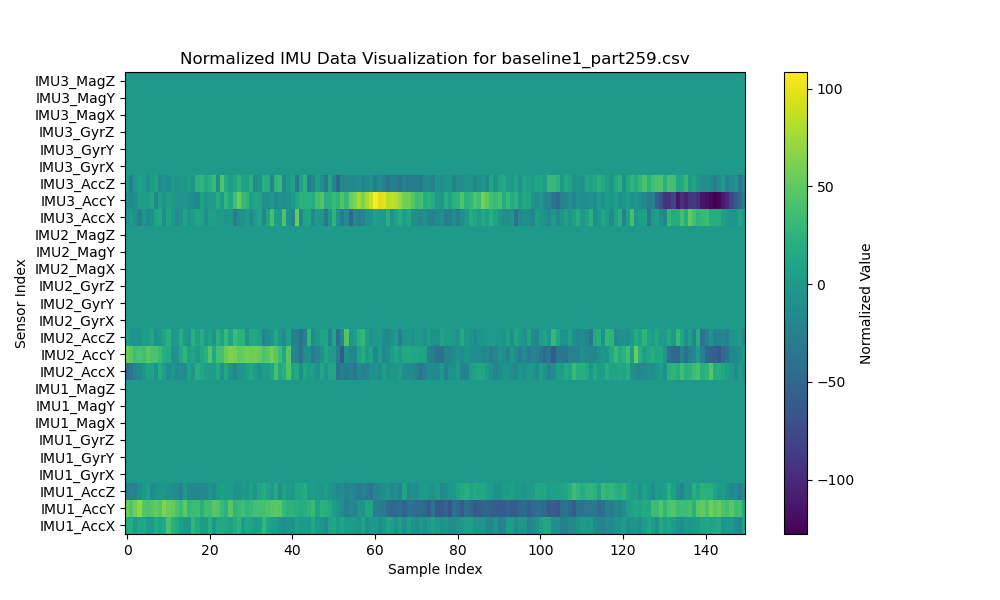 Normalized IMU Data Visualization for baseline1_part259.csv
IMU3_MagZ
IMU3_MagY
IMU3_MagX
IMU3_GyrZ
IMU3_GyrY
IMU3_GyrX
IMU3_AccZ
IMU3_AccY
IMU3_AccX
IMU2_MagZ
IMU2_MagY
IMU2_MagX
IMU2_GyrZ
IMU2_GyrY
IMU2_GyrX
IMU2_AccZ
IMU2_AccY
IMU2_AccX
IMU1_MagZ
IMU1_MagY
IMU1_MagX
IMU1_GyrZ
IMU1_GyrY
IMU1_GyrX
IMU1_AccZ
IMU1_AccY
IMU1_AccX
Sensor Index
0 20 40 60 80 100 120 140
Sample Index
100
50
0
−50
−100
Normalized Value